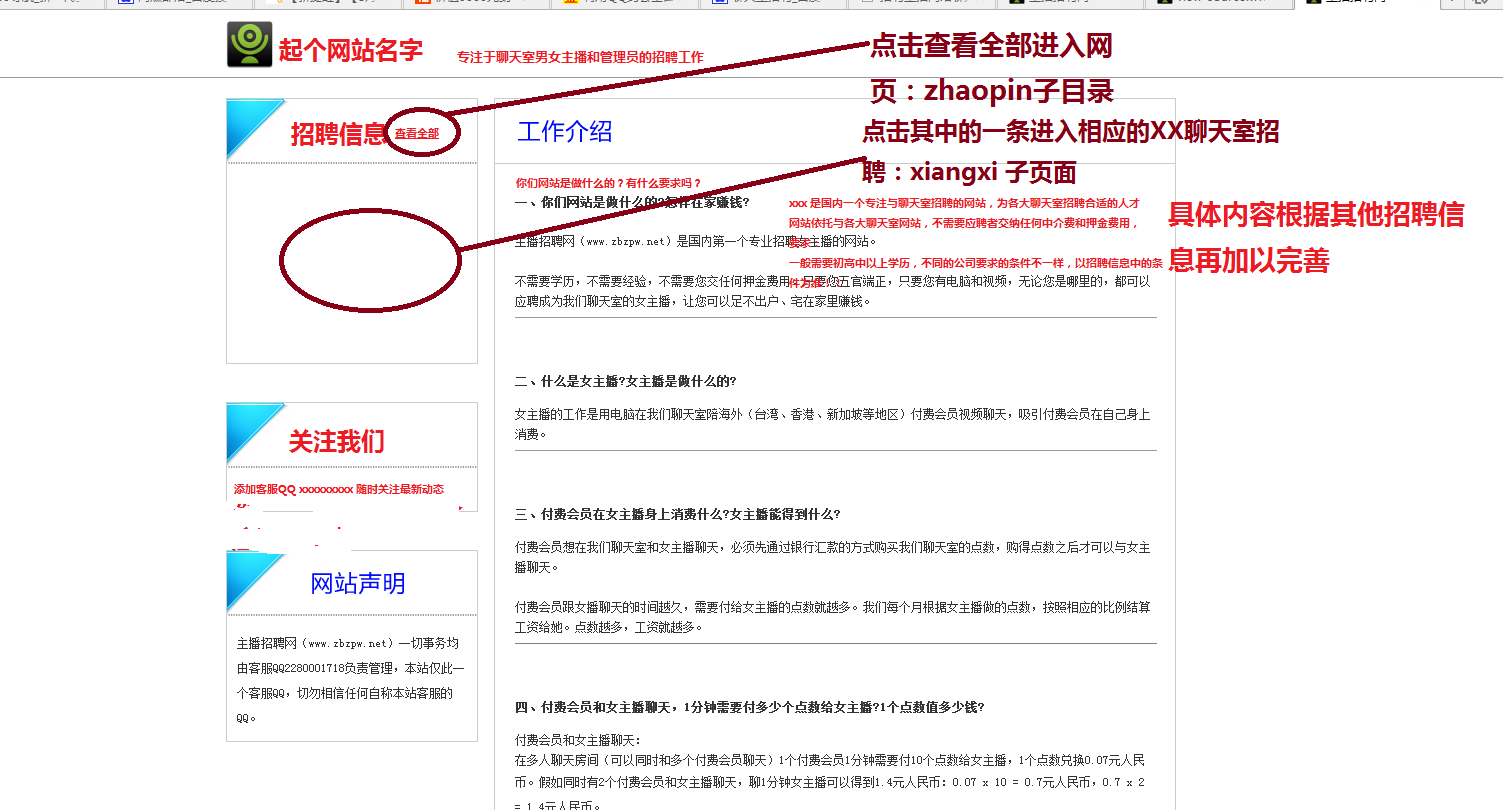 起个网站名字
专注于聊天室男女主播和管理员的招聘工作
点击查看全部进入网
页：zhaopin子目录
招聘信息
查看全部
工作介绍
点击其中的一条进入相应的XX聊天室招
聘：xiangxi 子页面
你们网站是做什么的？有什么要求吗？
一、你们网站是做什么的?怎样在家赚钱?
xxx 是国内一个专注与聊天室招聘的网站，为各大聊天室招聘合适的人才
网站依托与各大聊天室网站，不需要应聘者交纳任何中介费和押金费用，
主播招聘网（www.zbzpw.net）是国内第一个专业招聘女主播的网站。
一般需要初高中以上学历，不同的公司要求的条件不一样，以招聘信息中的条
具体内容根据其他招聘信
息再加以完善
不需要学历，不需要经验，不需要您交任何押金费用，只要您五官端正，只要您有电脑和视频，无论您是哪里的，都可以
应聘成为我们聊天室的女主播，让您可以足不出户、宅在家里赚钱。
二、什么是女主播?女主播是做什么的?
女主播的工作是用电脑在我们聊天室陪海外（台湾、香港、新加坡等地区）付费会员视频聊天，吸引付费会员在自己身上
消费。
关注我们
添加客服QQ xxxxxxxxx 随时关注最新动态
三、付费会员在女主播身上消费什么?女主播能得到什么?
付费会员想在我们聊天室和女主播聊天，必须先通过银行汇款的方式购买我们聊天室的点数，购得点数之后才可以与女主
播聊天。
付费会员跟女播聊天的时间越久，需要付给女主播的点数就越多。我们每个月根据女主播做的点数，按照相应的比例结算
工资给她。点数越多，工资就越多。
网站声明
主播招聘网（www.zbzpw.net）一切事务均
由客服QQ2280001718负责管理，本站仅此一
个客服QQ，切勿相信任何自称本站客服的
QQ。
四、付费会员和女主播聊天，1分钟需要付多少个点数给女主播?1个点数值多少钱?
付费会员和女主播聊天：
在多人聊天房间（可以同时和多个付费会员聊天）1个付费会员1分钟需要付10个点数给女主播，1个点数兑换0.07元人民
币。假如同时有2个付费会员和女主播聊天，聊1分钟女主播可以得到1.4元人民币：0.07 x 10 = 0.7元人民币，0.7 x 2
= 1.4元人民币。